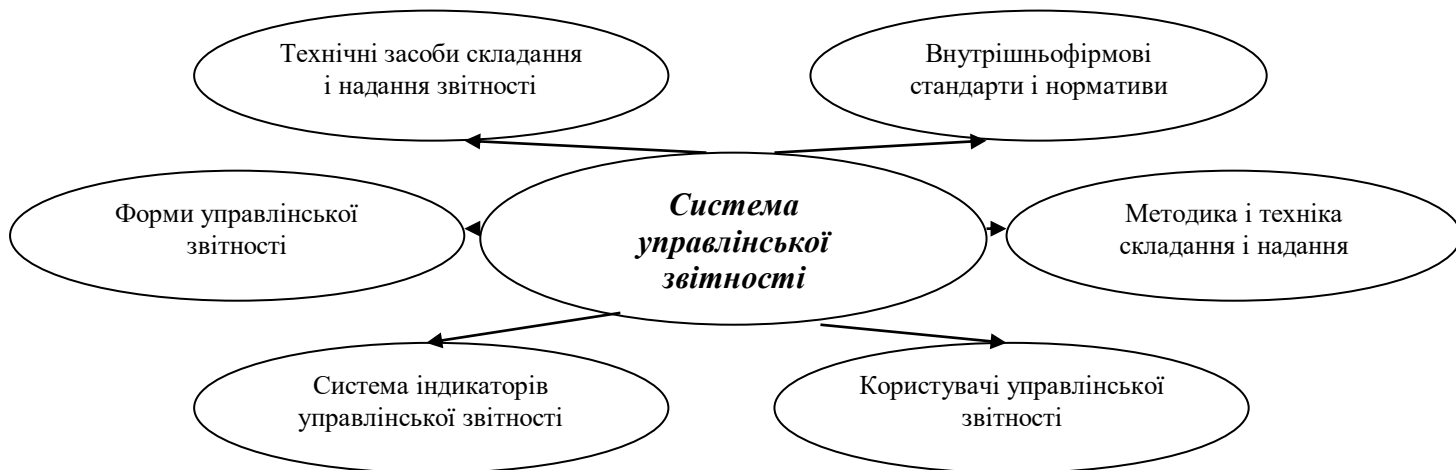 Технічні засоби складання
і надання звітності
Внутрішньофірмові
стандарти і нормативи
Форми управлінської
звітності
Система
управлінської
звітності
Методика і техніка
складання і надання
Система індикаторів
управлінської звітності
Користувачі управлінської
звітності